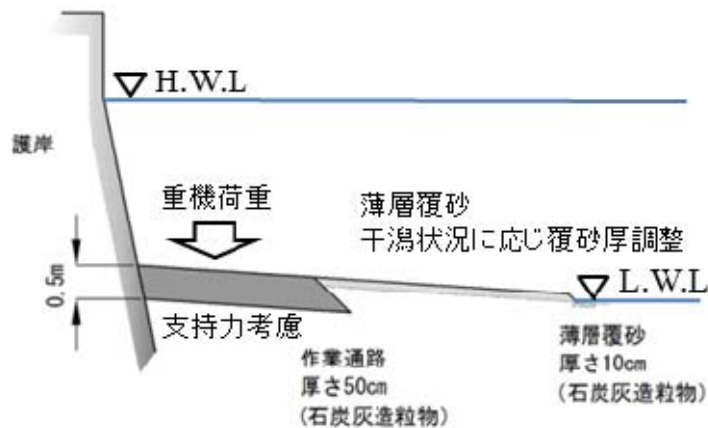 H.W.L
護岸
重機荷重
薄層覆砂
干潟状況に応じ覆砂厚調整
0.5m
L.W.L
支持力考慮
作業通路
厚さ50cm
(石炭灰造粒物)
薄層覆砂
厚さ10cm
(石炭灰造粒物)